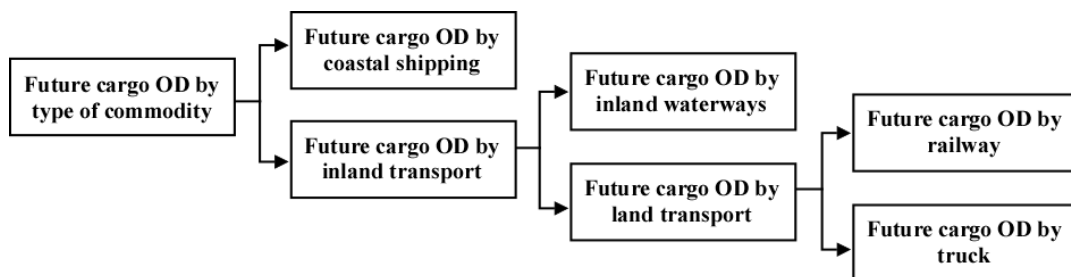 Future cargo OD by
type of commodity
Future cargo OD by
coastal shipping
Future cargo OD by
inland transport
Future cargo OD by
inland waterways
Future cargo OD by
land transport
Future cargo OD by
railway
Future cargo OD by
truck